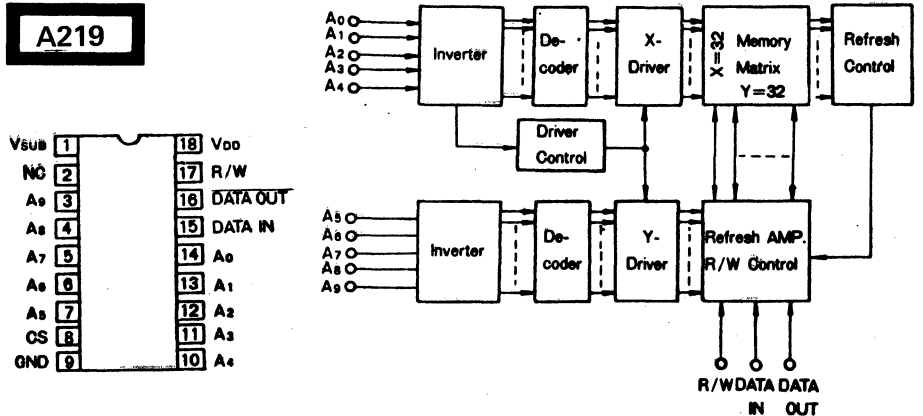 A219
VSUB 1
NC 2
A9 3
A8 4
A7 5
A6 6
A5 7
CS 8
GND 9
18 VDD
17 R/W
16 DATA OUT
15 DATA IN
14 A0
13 A1
12 A2
11 A3
10 A4
A0
A1
A2
A3
A4
Inverter
De-
coder
X-
Driver
X=32
Memory
Matrix
Y=32
Refresh
Control
Driver
Control
A5
A6
A7
A8
A9
Inverter
De-
coder
Y-
Driver
Refresh AMP.
R/W Control
R/W
DATA
IN
DATA
OUT